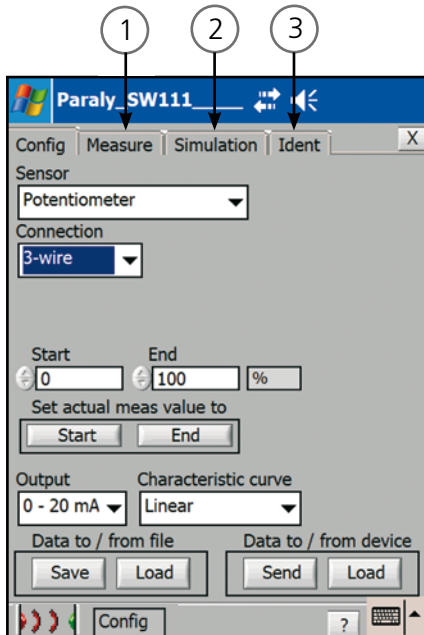 1 2 3
Paraly_SW111_____
Config Measure Simulation Ident X
Sensor
Potentiometer
Connection
3-wire
Start End
0 100 %
Set actual meas value to
Start End
Output Characteristic curve
0 - 20 mA Linear
Data to / from file Data to / from device
Save Load Send Load
Config ?